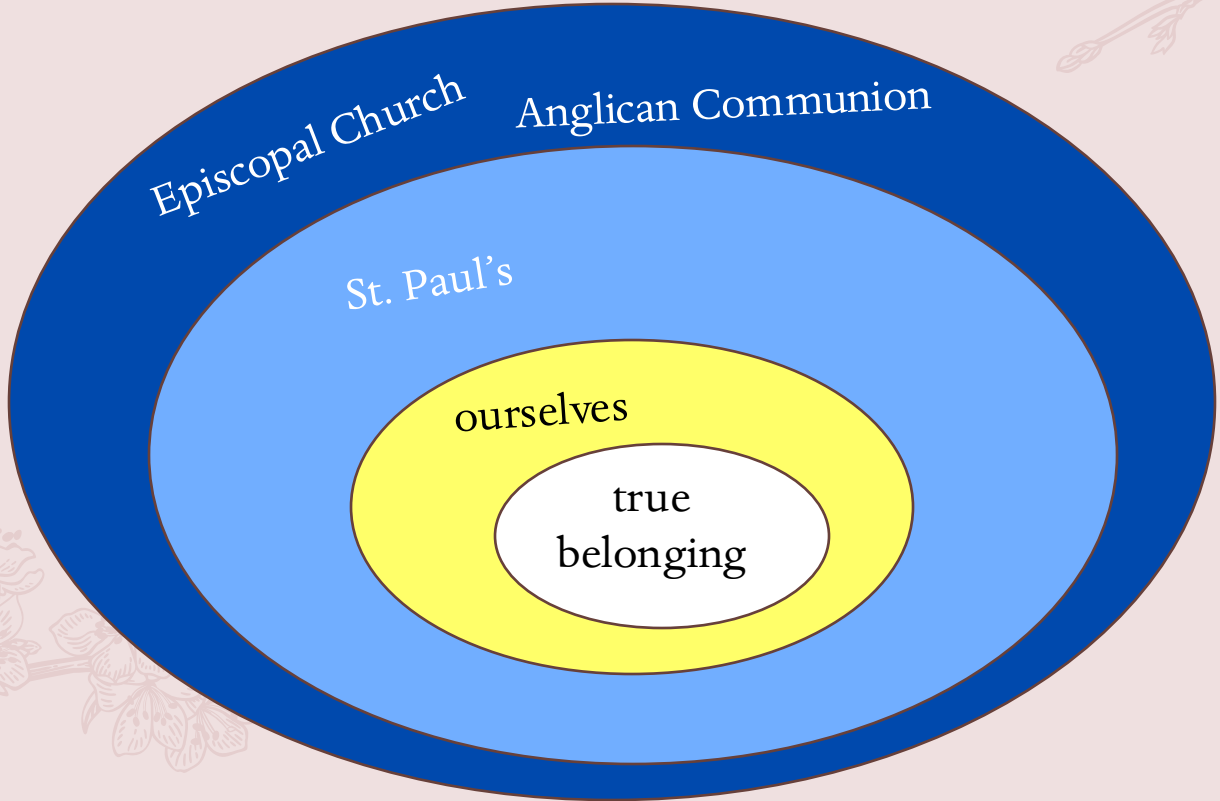 Episcopal Church
Anglican Communion
St. Paul’s
ourselves
true
belonging